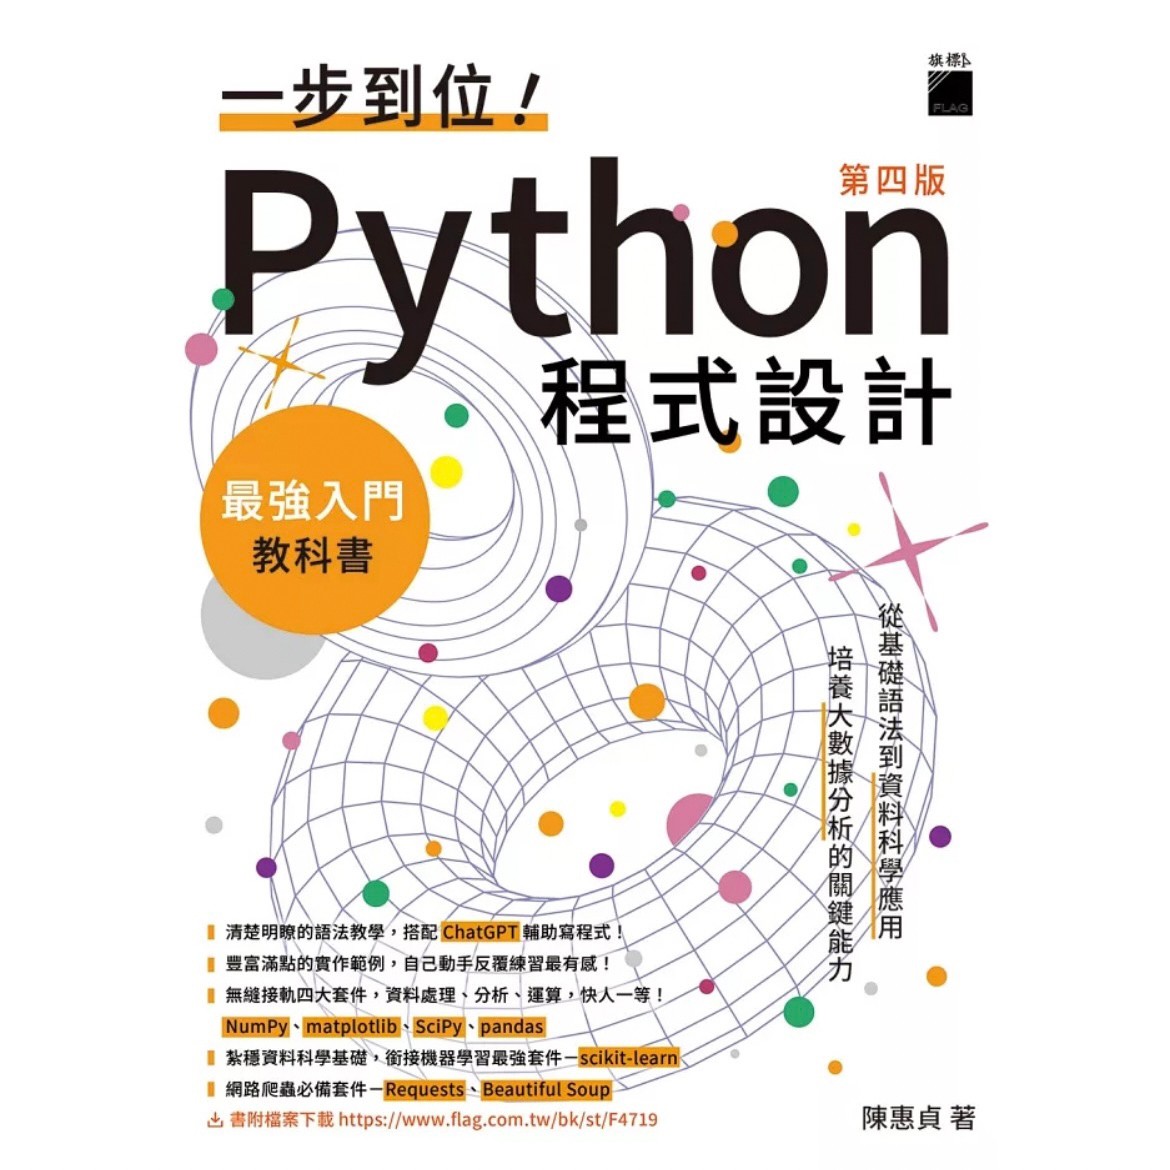 一步到位！
旗標
FLAG
第四版
Python
程式設計
最強入門
教科書
從基礎語法到資料科學應用
培養大數據分析的關鍵能力
清楚明瞭的語法教學，搭配 ChatGPT 輔助寫程式！
豐富滿點的實作範例，自己動手反覆練習最有感！
無縫接軌四大套件，資料處理、分析、運算，快人一等！
NumPy、matplotlib、SciPy、pandas
紮穩資料科學基礎，銜接機器學習最強套件－scikit-learn
網路爬蟲必備套件－Requests、Beautiful Soup
書附檔案下載 https://www.flag.com.tw/bk/st/F4719
陳惠貞 著